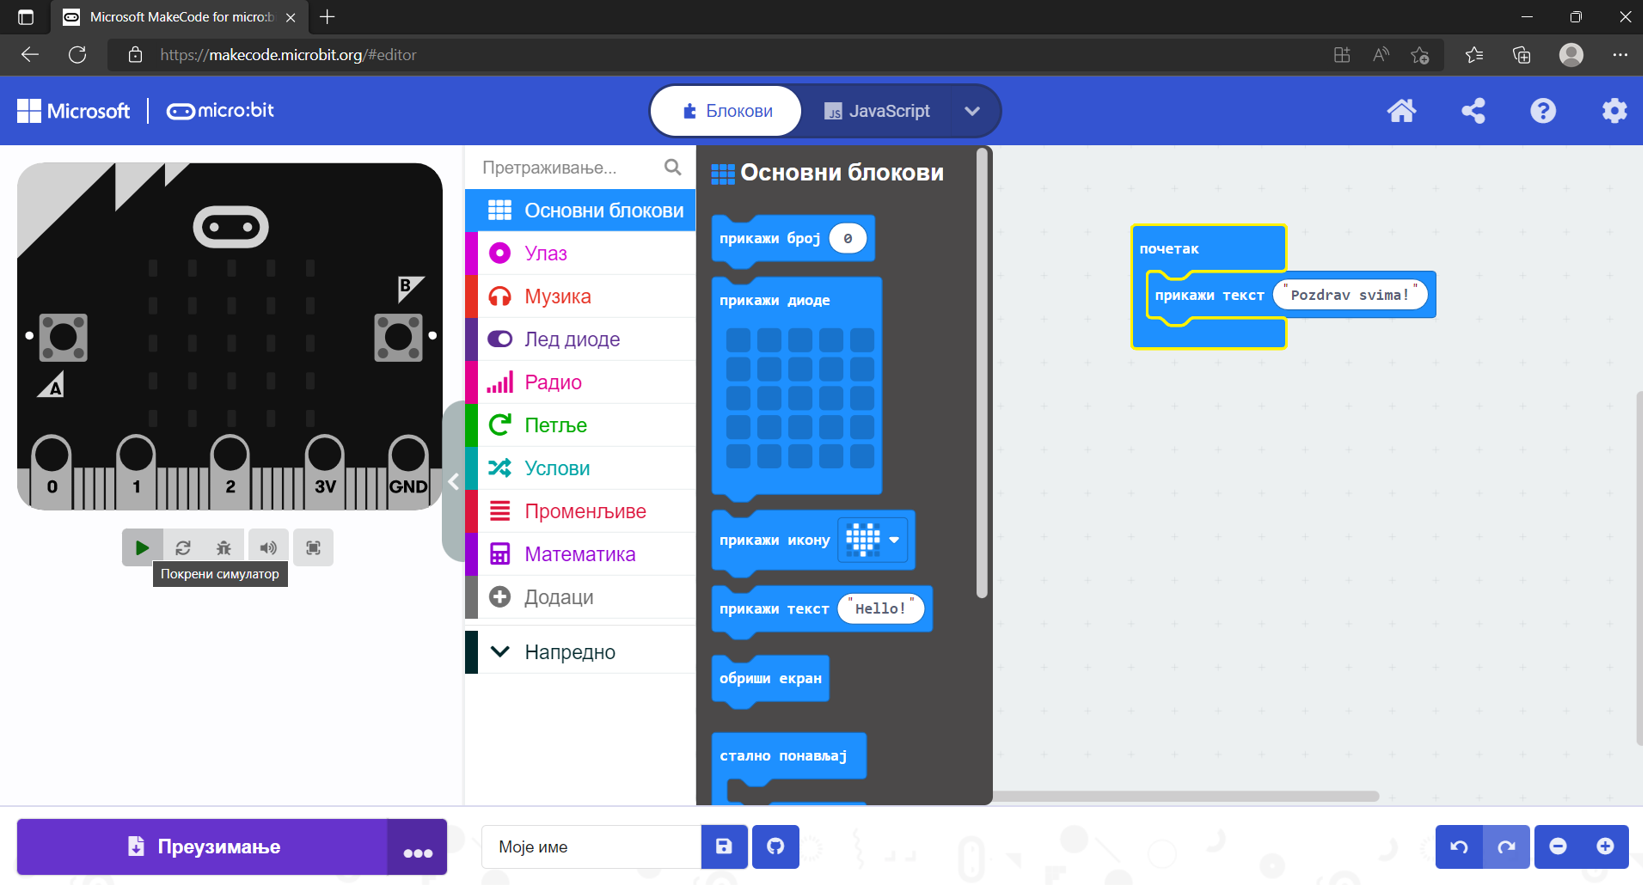 Microsoft MakeCode for micro:b
https://makecode.microbit.org/#editor
Microsoft
micro:bit
Блокови
JS
JavaScript
B
A
0
1
2
3V
GND
Покрени симулатор
Претраживање...
Основни блокови
Улаз
Музика
Лед диоде
Радио
Петље
Услови
Променљиве
Математика
Додаци
Напредно
Основни блокови
прикажи број 0
прикажи диоде
прикажи икону
прикажи текст "Hello!"
обриши екран
стално понављај
почетак
прикажи текст "Pozdrav svima!"
Преузимање
Моје име